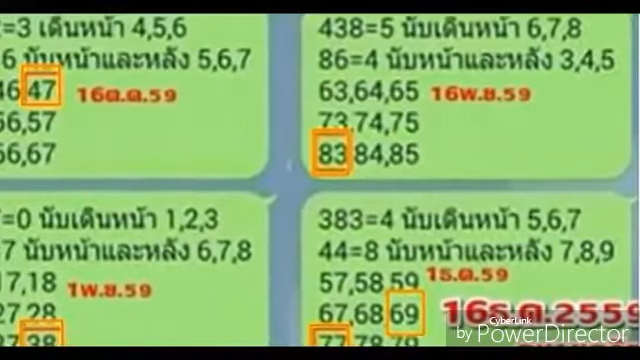 =3 เดินหน้า 4,5,6
6 นับหน้าและหลัง 5,6,7
46 47 16ต.ค.59
56,57
66,67
438=5 นับเดินหน้า 6,7,8
86=4 นับหน้าและหลัง 3,4,5
63,64,65 16พ.ย.59
73,74,75
83,84,85
=0 นับเดินหน้า 1,2,3
7 นับหน้าและหลัง 6,7,8
17,18 1พ.ย.59
27,28
37,38
383=4 นับเดินหน้า 5,6,7
44=8 นับหน้าและหลัง 7,8,9
57,58,59 1ธ.ค.59
67,68,69 16ธ.ค.2559
77,78,79
CyberLink
by PowerDirector